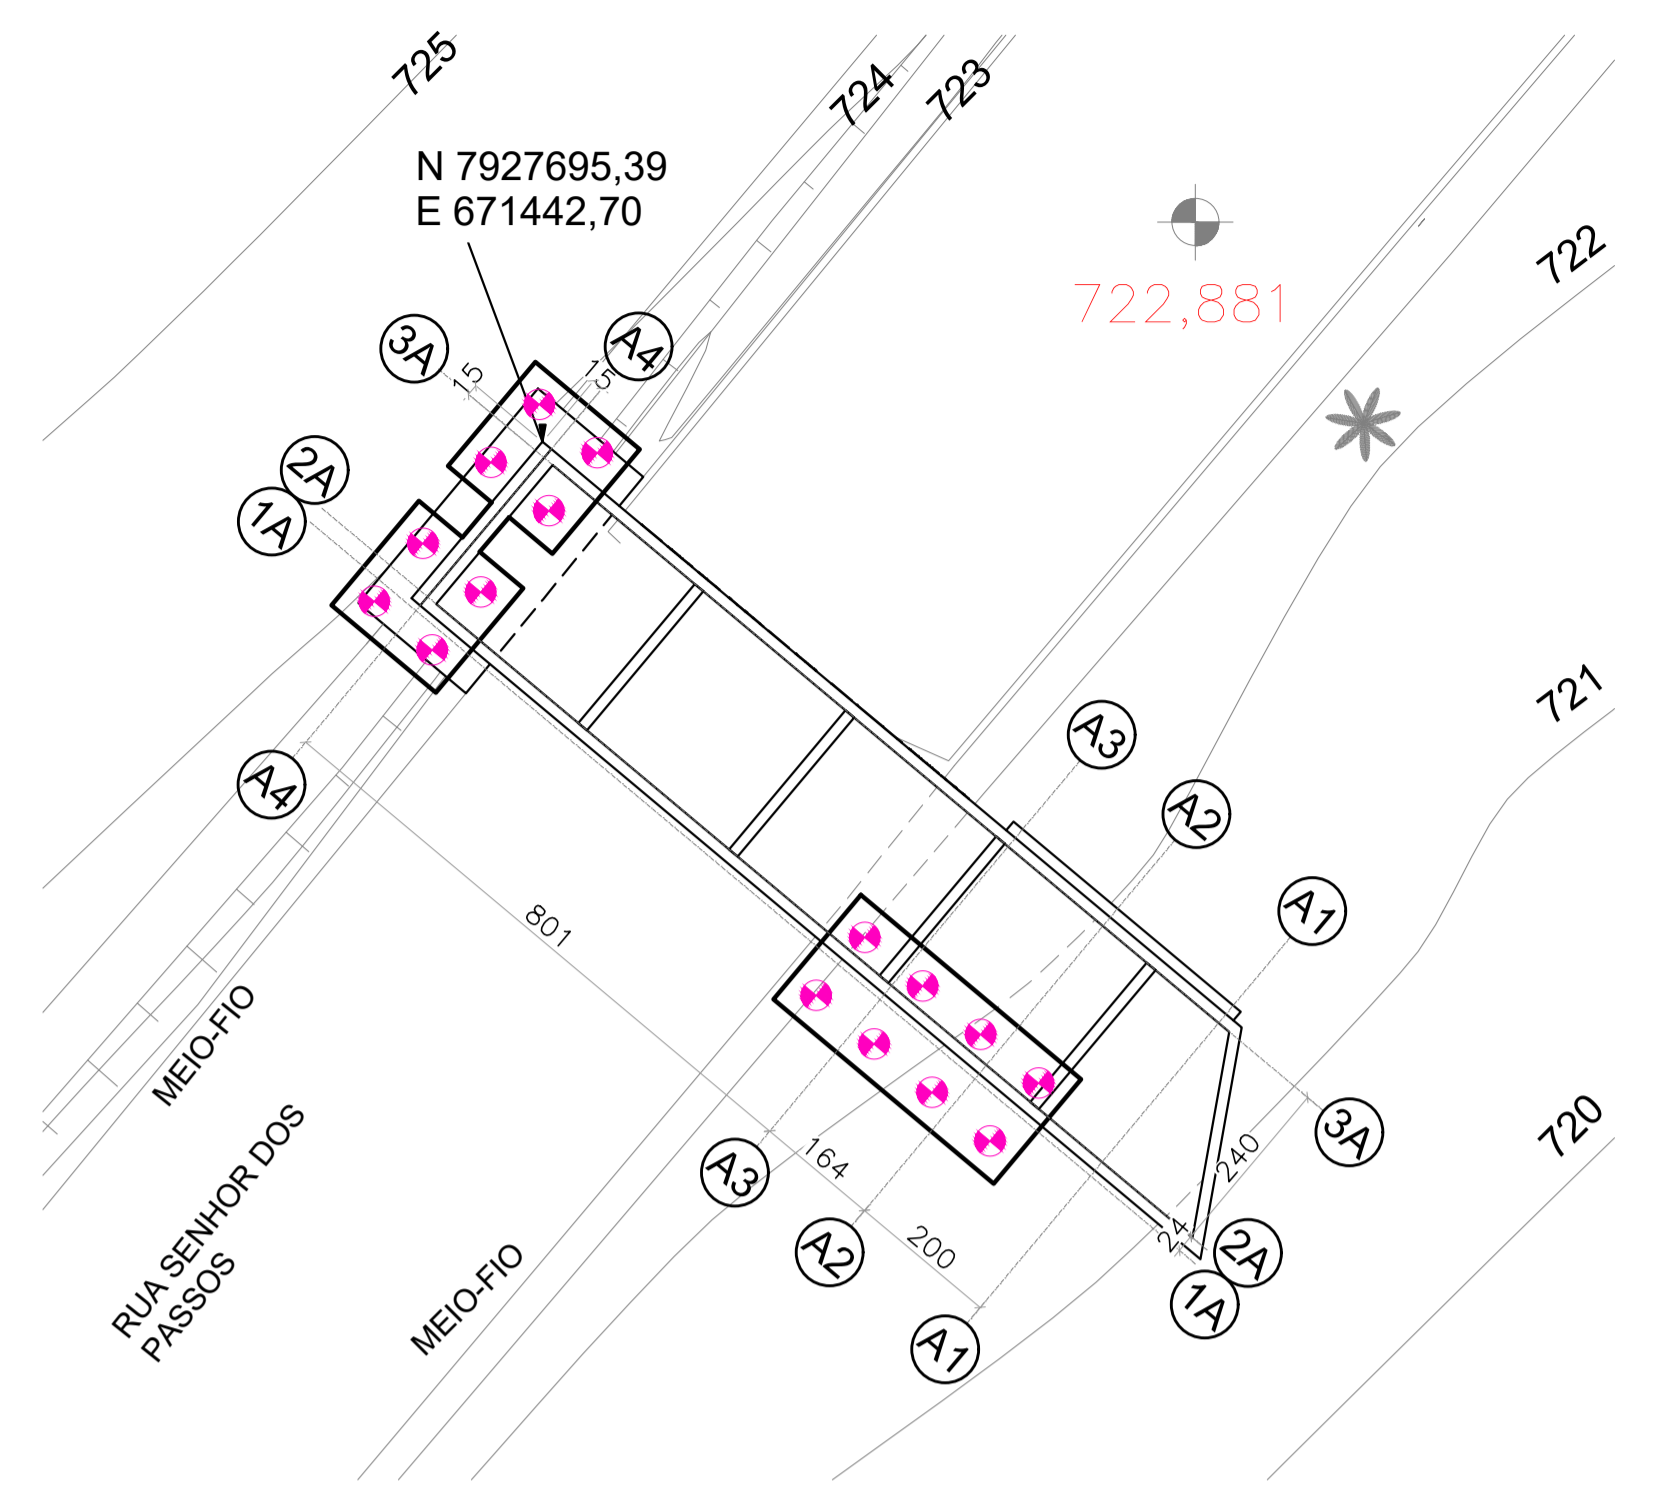 725
724
723
N 7927695,39
E 671442,70
722
722,881
3A
A4
15
15
2A
1A
721
A3
A4
A2
801
A1
MEIO-FIO
720
3A
RUA SENHOR DOS
PASSOS
164
240
A3
24
A2
200
2A
MEIO-FIO
1A
A1